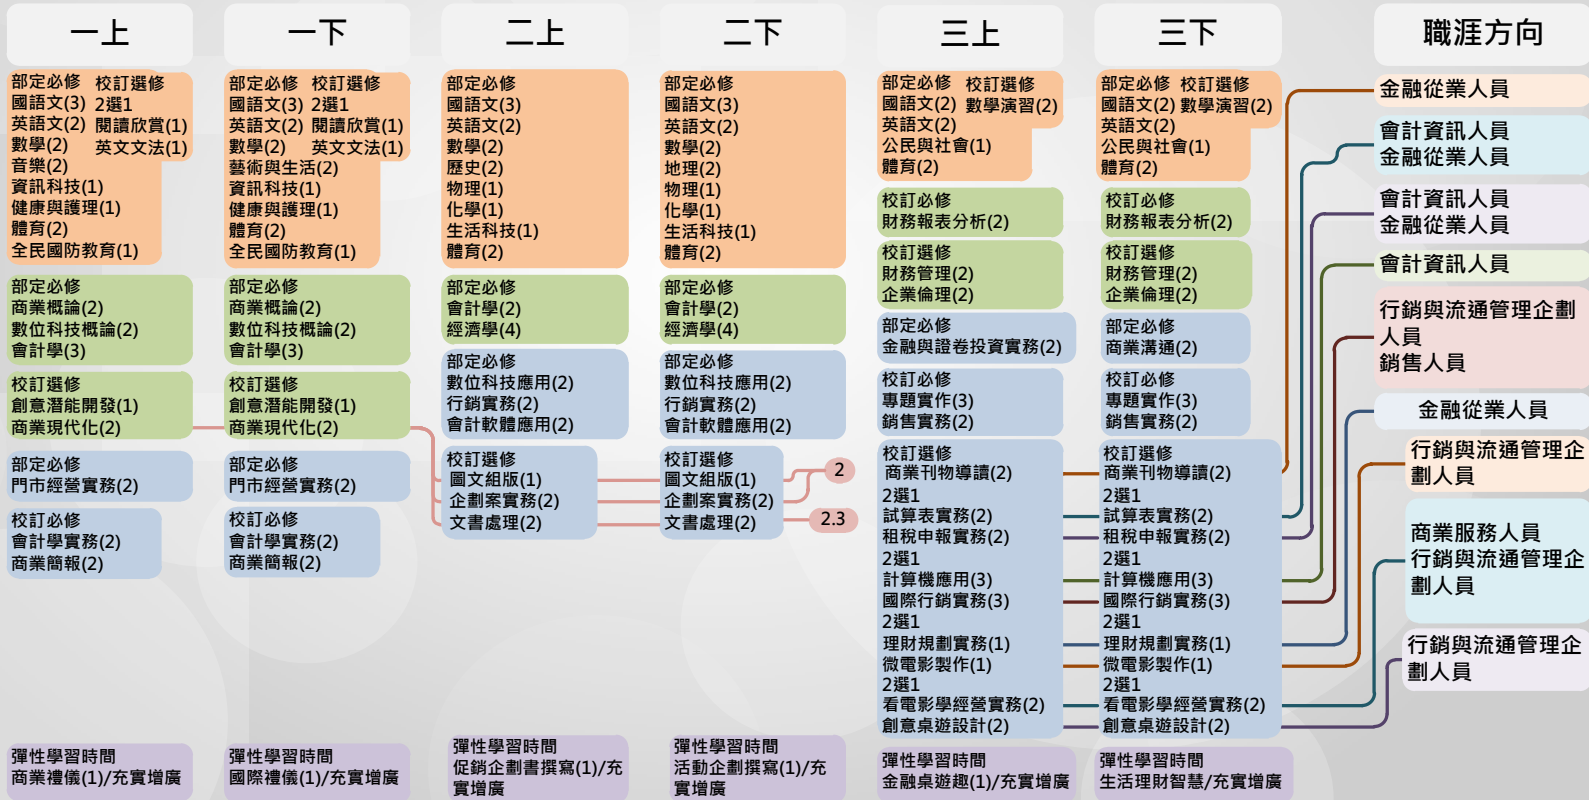 一上
部定必修 校訂選修
國語文(3) 2選1
英語文(2) 閱讀欣賞(1)
數學(2) 英文文法(1)
音樂(2)
資訊科技(1)
健康與護理(1)
體育(2)
全民國防教育(1)
部定必修
商業概論(2)
數位科技概論(2)
會計學(3)
校訂選修
創意潛能開發(1)
商業現代化(2)
部定必修
門市經營實務(2)
校訂必修
會計學實務(2)
商業簡報(2)
彈性學習時間
商業禮儀(1)/充實增廣
一下
部定必修 校訂選修
國語文(3) 2選1
英語文(2) 閱讀欣賞(1)
數學(2) 英文文法(1)
藝術與生活(2)
資訊科技(1)
健康與護理(1)
體育(2)
全民國防教育(1)
部定必修
商業概論(2)
數位科技概論(2)
會計學(3)
校訂選修
創意潛能開發(1)
商業現代化(2)
部定必修
門市經營實務(2)
校訂必修
會計學實務(2)
商業簡報(2)
彈性學習時間
國際禮儀(1)/充實增廣
二上
部定必修
國語文(3)
英語文(2)
數學(2)
歷史(2)
物理(1)
化學(1)
生活科技(1)
體育(2)
部定必修
會計學(2)
經濟學(4)
部定必修
數位科技應用(2)
行銷實務(2)
會計軟體應用(2)
校訂選修
圖文組版(1)
企劃案實務(2)
文書處理(2)
彈性學習時間
促銷企劃書撰寫(1)/充
實增廣
二下
部定必修
國語文(3)
英語文(2)
數學(2)
地理(2)
物理(1)
化學(1)
生活科技(1)
體育(2)
部定必修
會計學(2)
經濟學(4)
部定必修
數位科技應用(2)
行銷實務(2)
會計軟體應用(2)
校訂選修
圖文組版(1)
企劃案實務(2)
文書處理(2)
2
2.3
彈性學習時間
活動企劃撰寫(1)/充
實增廣
三上
部定必修 校訂選修
國語文(2) 數學演習(2)
英語文(2)
公民與社會(1)
體育(2)
校訂必修
財務報表分析(2)
校訂選修
財務管理(2)
企業倫理(2)
部定必修
金融與證卷投資實務(2)
校訂必修
專題實作(3)
銷售實務(2)
校訂選修
商業刊物導讀(2)
2選1
試算表實務(2)
租稅申報實務(2)
2選1
計算機應用(3)
國際行銷實務(3)
2選1
理財規劃實務(1)
微電影製作(1)
2選1
看電影學經營實務(2)
創意桌遊設計(2)
彈性學習時間
金融桌遊趣(1)/充實增廣
三下
部定必修 校訂選修
國語文(2) 數學演習(2)
英語文(2)
公民與社會(1)
體育(2)
校訂必修
財務報表分析(2)
校訂選修
財務管理(2)
企業倫理(2)
部定必修
商業溝通(2)
校訂必修
專題實作(3)
銷售實務(2)
校訂選修
商業刊物導讀(2)
2選1
試算表實務(2)
租稅申報實務(2)
2選1
計算機應用(3)
國際行銷實務(3)
2選1
理財規劃實務(1)
微電影製作(1)
2選1
看電影學經營實務(2)
創意桌遊設計(2)
彈性學習時間
生活理財智慧/充實增廣
職涯方向
金融從業人員
會計資訊人員
金融從業人員
會計資訊人員
金融從業人員
會計資訊人員
行銷與流通管理企劃
人員
銷售人員
金融從業人員
行銷與流通管理企
劃人員
商業服務人員
行銷與流通管理企
劃人員
行銷與流通管理企
劃人員